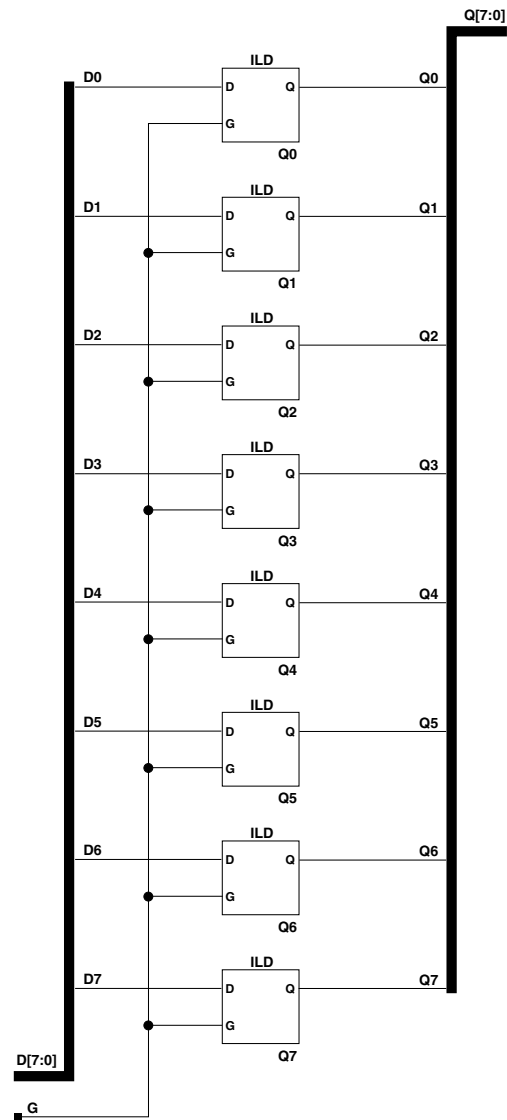 Q[7:0]
ILD
D0 D Q Q0
G
Q0
ILD
D1 D Q Q1
G
Q1
ILD
D2 D Q Q2
G
Q2
ILD
D3 D Q Q3
G
Q3
ILD
D4 D Q Q4
G
Q4
ILD
D5 D Q Q5
G
Q5
ILD
D6 D Q Q6
G
Q6
ILD
D7 D Q Q7
G
Q7
D[7:0]
G